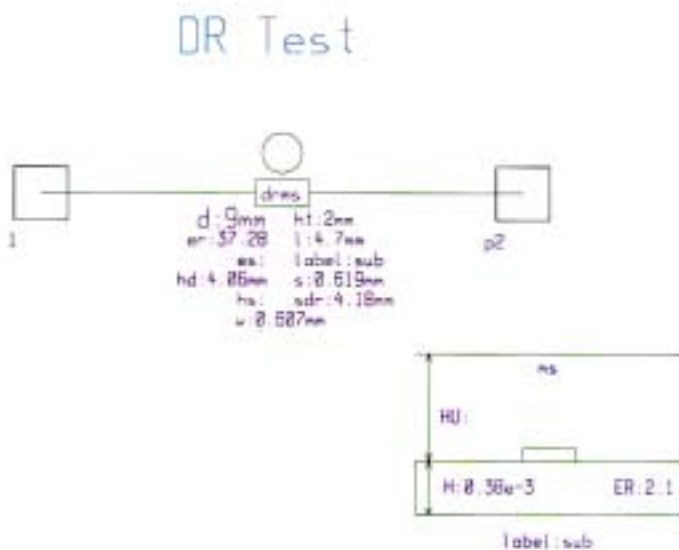 DR Test
drms
1
p2
d:9mm ht:2mm
er:37.28 l:4.7mm
es: label:sub
hd:4.06mm s:0.619mm
hs: sdr:4.18mm
w:0.607mm
ms
HU:
H:0.38e-3 ER:2.1
label:sub